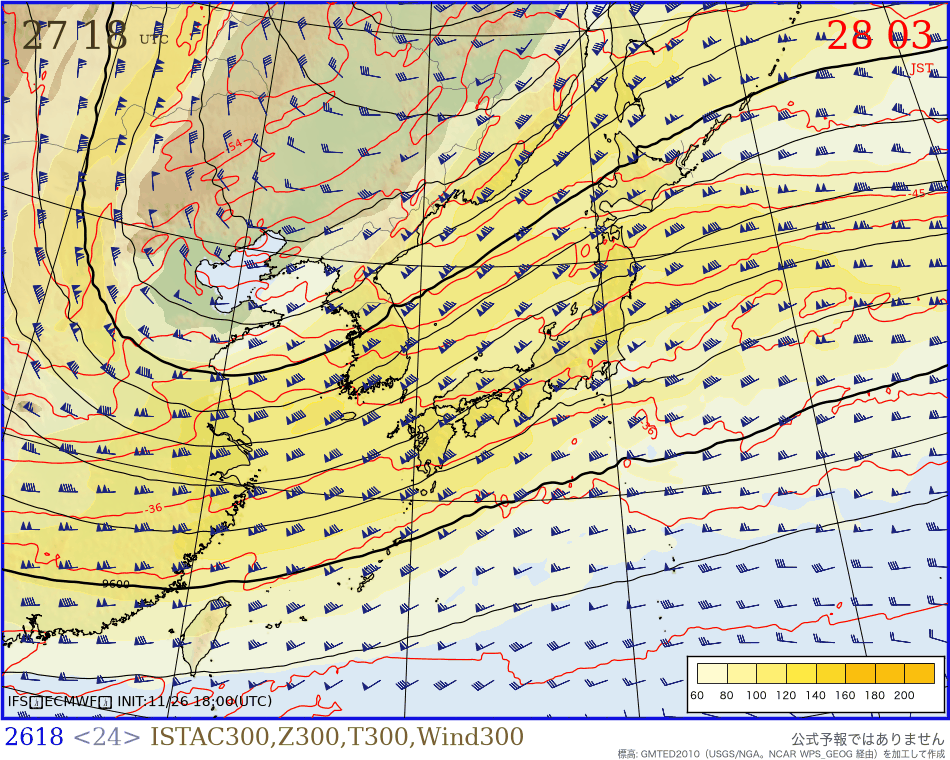 27 18 UTC
28 03
JST
-54
-45
-36
-36
9600
IFS ECMWF INIT:11/26 18:00(UTC)
60 80 100 120 140 160 180 200
2618 <24> ISTAC300,Z300,T300,Wind300
公式予報ではありません
標高: GMTED2010（USGS/NGA。NCAR WPS_GEOG 経由）を加工して作成